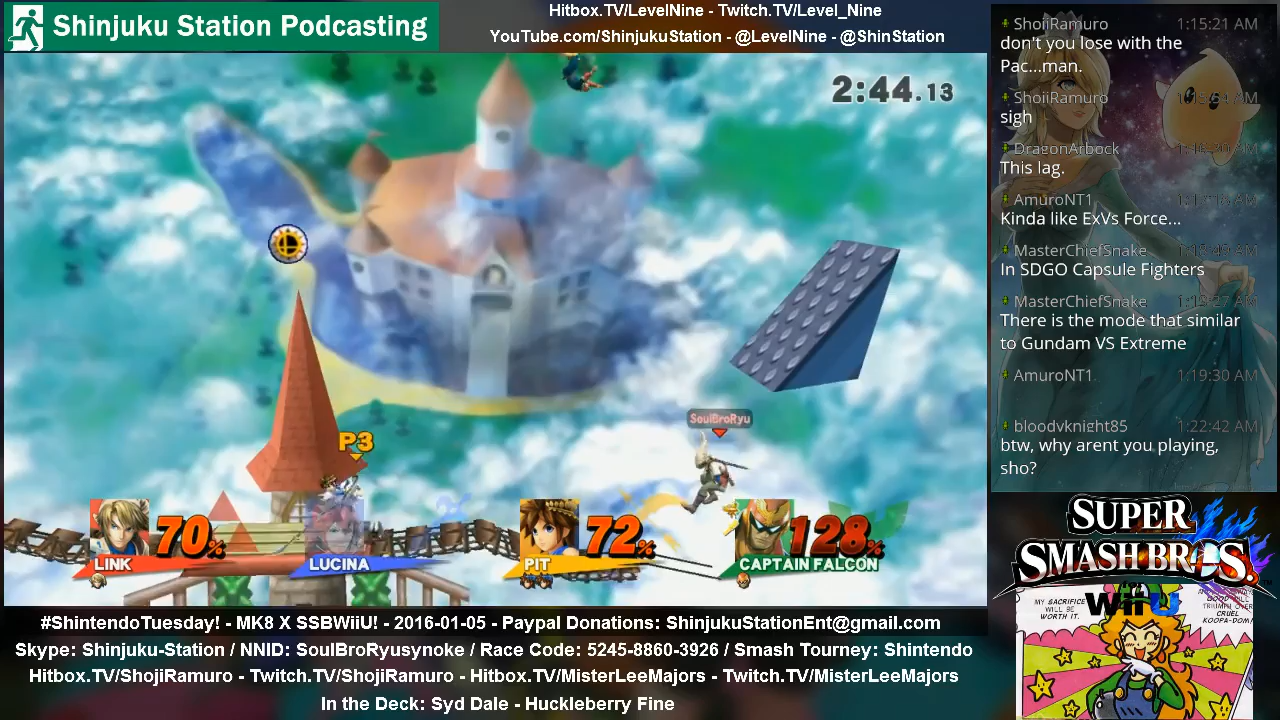 Shinjuku Station Podcasting
Hitbox.TV/LevelNine - Twitch.TV/Level_Nine
YouTube.com/ShinjukuStation - @LevelNine - @ShinStation
2:44.13
P3
SoulBroRyu
70%
LINK
LUCINA
72%
PIT
128%
CAPTAIN FALCON
ShojiRamuro 1:15:21 AM
don't you lose with the
Pac...man.
ShojiRamuro
sigh
DragonArbock
This lag.
AmuroNT1
Kinda like ExVs Force...
MasterChiefSnake
In SDGO Capsule Fighters
MasterChiefSnake
There is the mode that similar
to Gundam VS Extreme
AmuroNT1 1:19:30 AM
bloodyknight85 1:22:42 AM
btw, why arent you playing,
sho?
SUPER
SMASH BROS.
WiiU
MY SACRIFICE
WILL BE
WORTH IT.
TRIUMPH OVER
CRUEL
KOOPA-DOM!
#ShintendoTuesday! - MK8 X SSBWiiU! - 2016-01-05 - Paypal Donations: ShinjukuStationEnt@gmail.com
Skype: Shinjuku-Station / NNID: SoulBroRyusynoke / Race Code: 5245-8860-3926 / Smash Tourney: Shintendo
Hitbox.TV/ShojiRamuro - Twitch.TV/ShojiRamuro - Hitbox.TV/MisterLeeMajors - Twitch.TV/MisterLeeMajors
In the Deck: Syd Dale - Huckleberry Fine